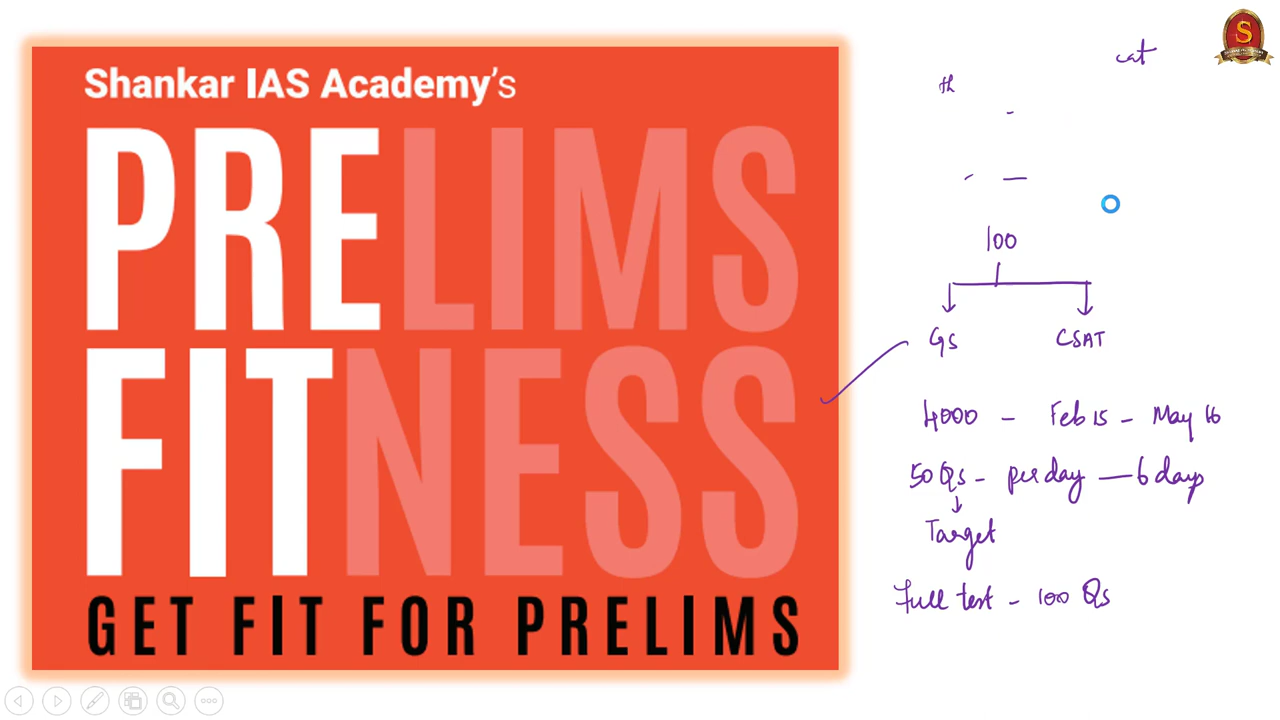 Shankar IAS Academy's
PRELIMS
FITNESS
GET FIT FOR PRELIMS
S
cat
th
100
GS CSAT
4000 - Feb 15 - May 16
50 Qs - per day — 6 days
Target
Full test - 100 Qs